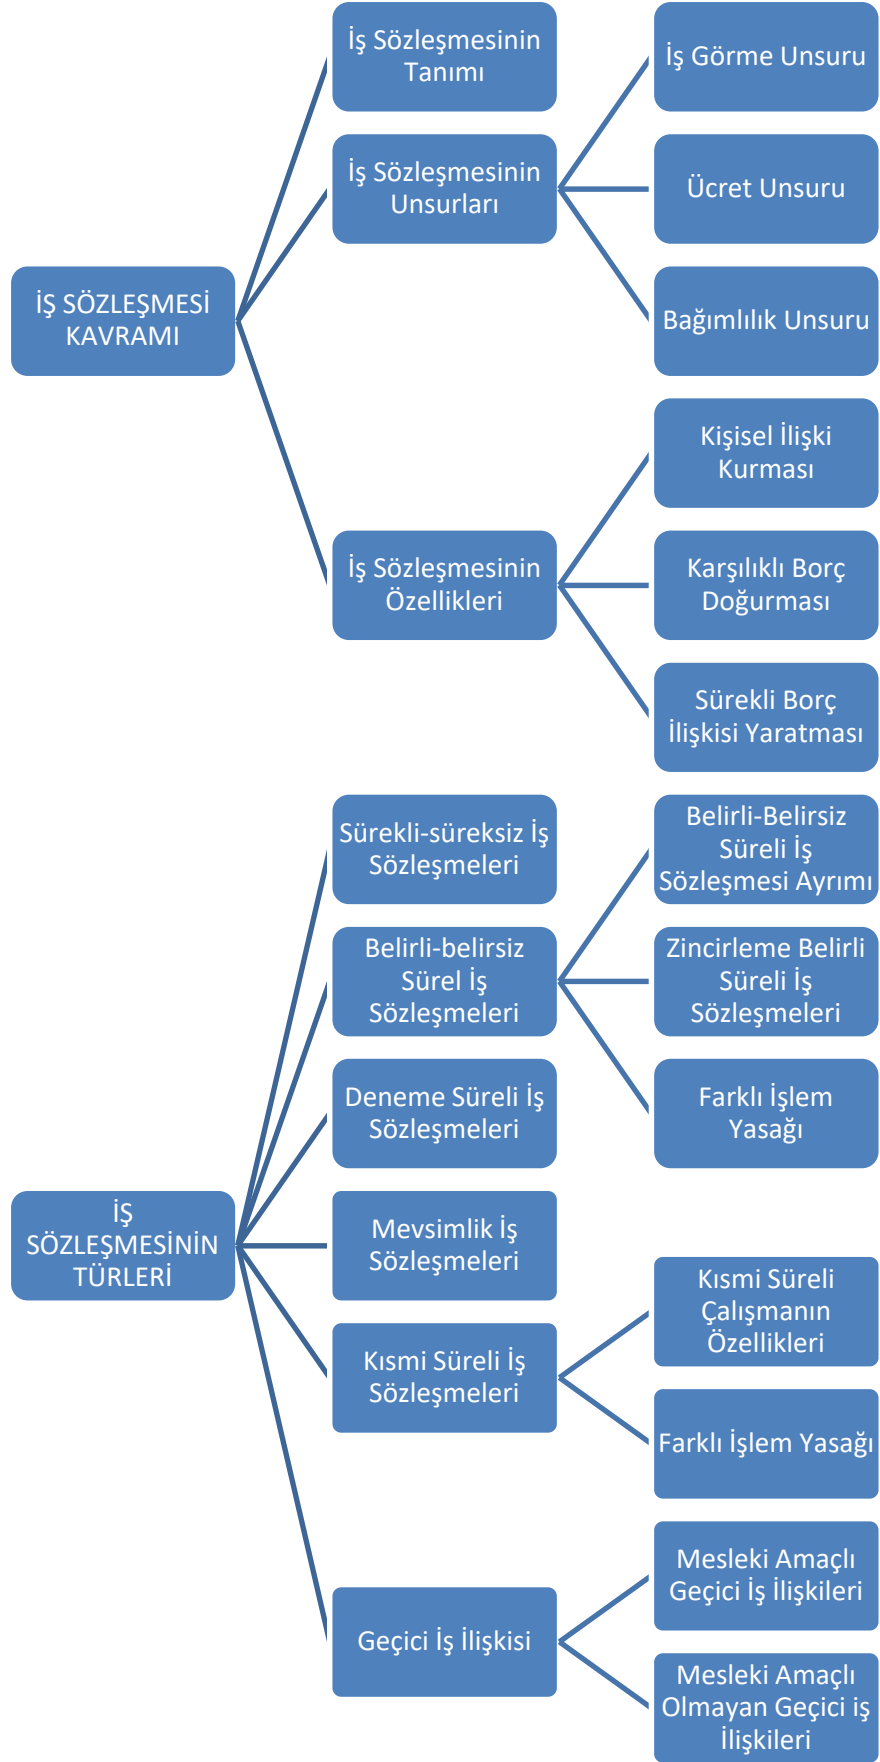 İş Sözleşmesinin
Tanımı
İş Görme Unsuru
İş Sözleşmesinin
Unsurları
Ücret Unsuru
İŞ SÖZLEŞMESİ
KAVRAMI
Bağımlılık Unsuru
Kişisel İlişki
Kurması
İş Sözleşmesinin
Özellikleri
Karşılıklı Borç
Doğurması
Sürekli Borç
İlişkisi Yaratması
Sürekli-süreksiz İş
Sözleşmeleri
Belirli-Belirsiz
Süreli İş
Sözleşmesi Ayrımı
Belirli-belirsiz
Sürel İş
Sözleşmeleri
Zincirleme Belirli
Süreli İş
Sözleşmeleri
Deneme Süreli İş
Sözleşmeleri
Farklı İşlem
Yasağı
İŞ
SÖZLEŞMESİNİN
TÜRLERİ
Mevsimlik İş
Sözleşmeleri
Kısmi Süreli
Çalışmanın
Özellikleri
Kısmi Süreli İş
Sözleşmeleri
Farklı İşlem Yasağı
Mesleki Amaçlı
Geçici İş İlişkileri
Geçici İş İlişkisi
Mesleki Amaçlı
Olmayan Geçici iş
İlişkileri